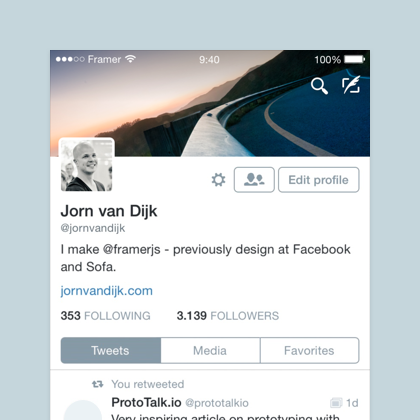 Framer 9:40 100%
Edit profile
Jorn van Dijk
@jornvandijk
I make @framerjs - previously design at Facebook
and Sofa.
jornvandijk.com
353 FOLLOWING 3.139 FOLLOWERS
Tweets Media Favorites
You retweeted
ProtoTalk.io @prototalkio 1d
Very inspiring article on prototyping with